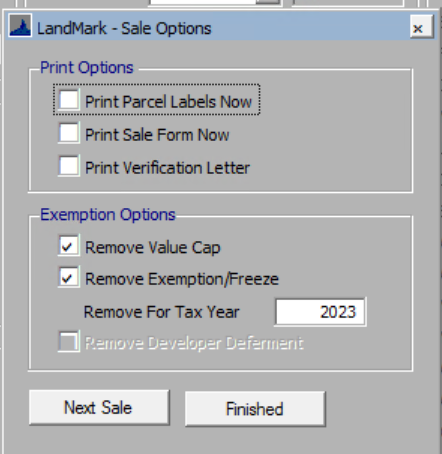 LandMark - Sale Options
Print Options
Print Parcel Labels Now
Print Sale Form Now
Print Verification Letter
Exemption Options
Remove Value Cap
Remove Exemption/Freeze
Remove For Tax Year 2023
Remove Developer Deferment
Next Sale Finished